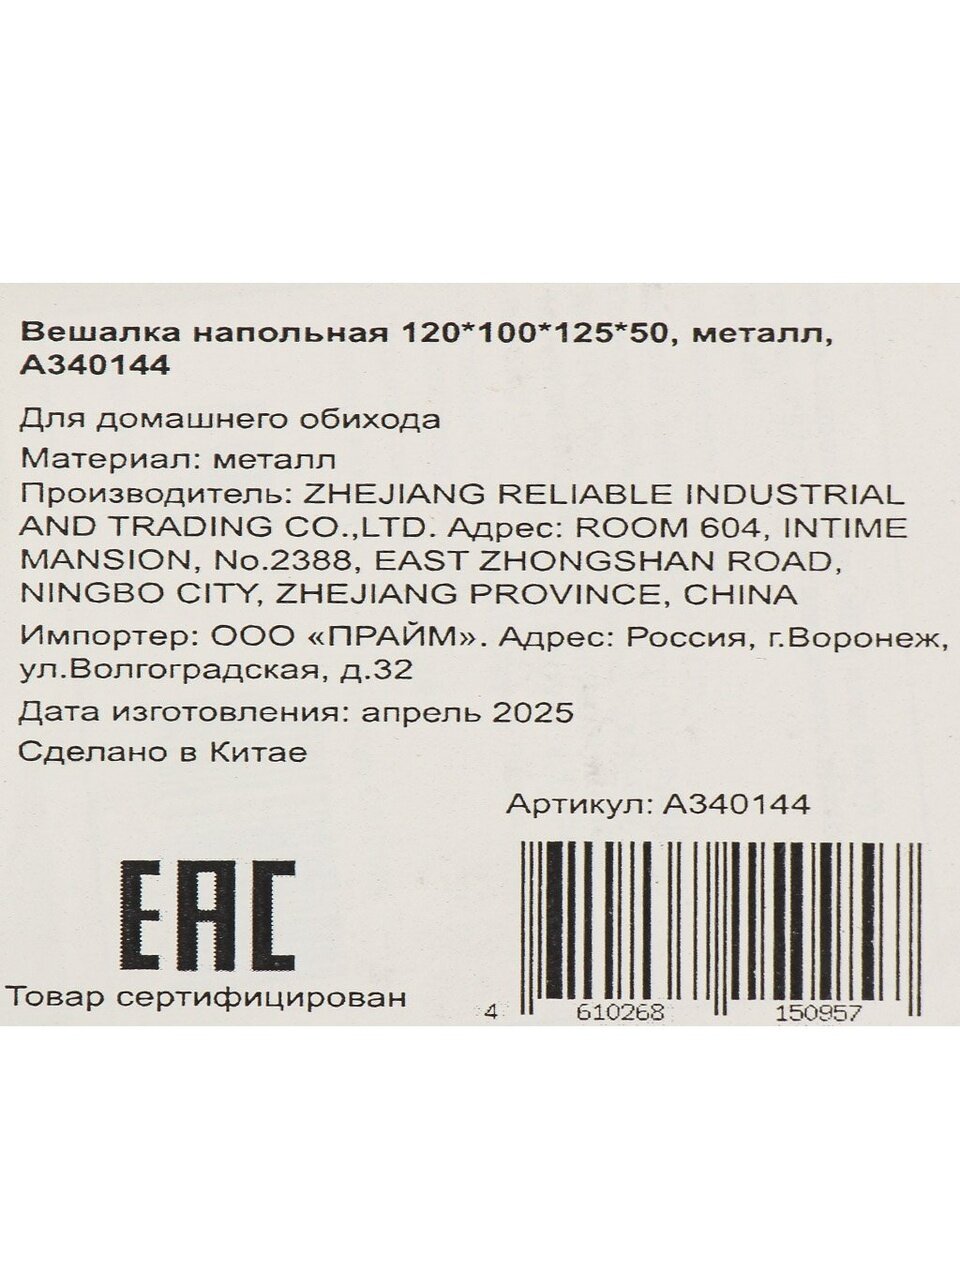 Вешалка напольная 120*100*125*50, металл,
А340144
Для домашнего обихода
Материал: металл
Производитель: ZHEJIANG RELIABLE INDUSTRIAL
AND TRADING CO.,LTD. Адрес: ROOM 604, INTIME
MANSION, No.2388, EAST ZHONGSHAN ROAD,
NINGBO CITY, ZHEJIANG PROVINCE, CHINA
Импортер: ООО «ПРАЙМ». Адрес: Россия, г.Воронеж,
ул.Волгоградская, д.32
Дата изготовления: апрель 2025
Сделано в Китае
Артикул: А340144
ЕАС
Товар сертифицирован
4 610268 150957